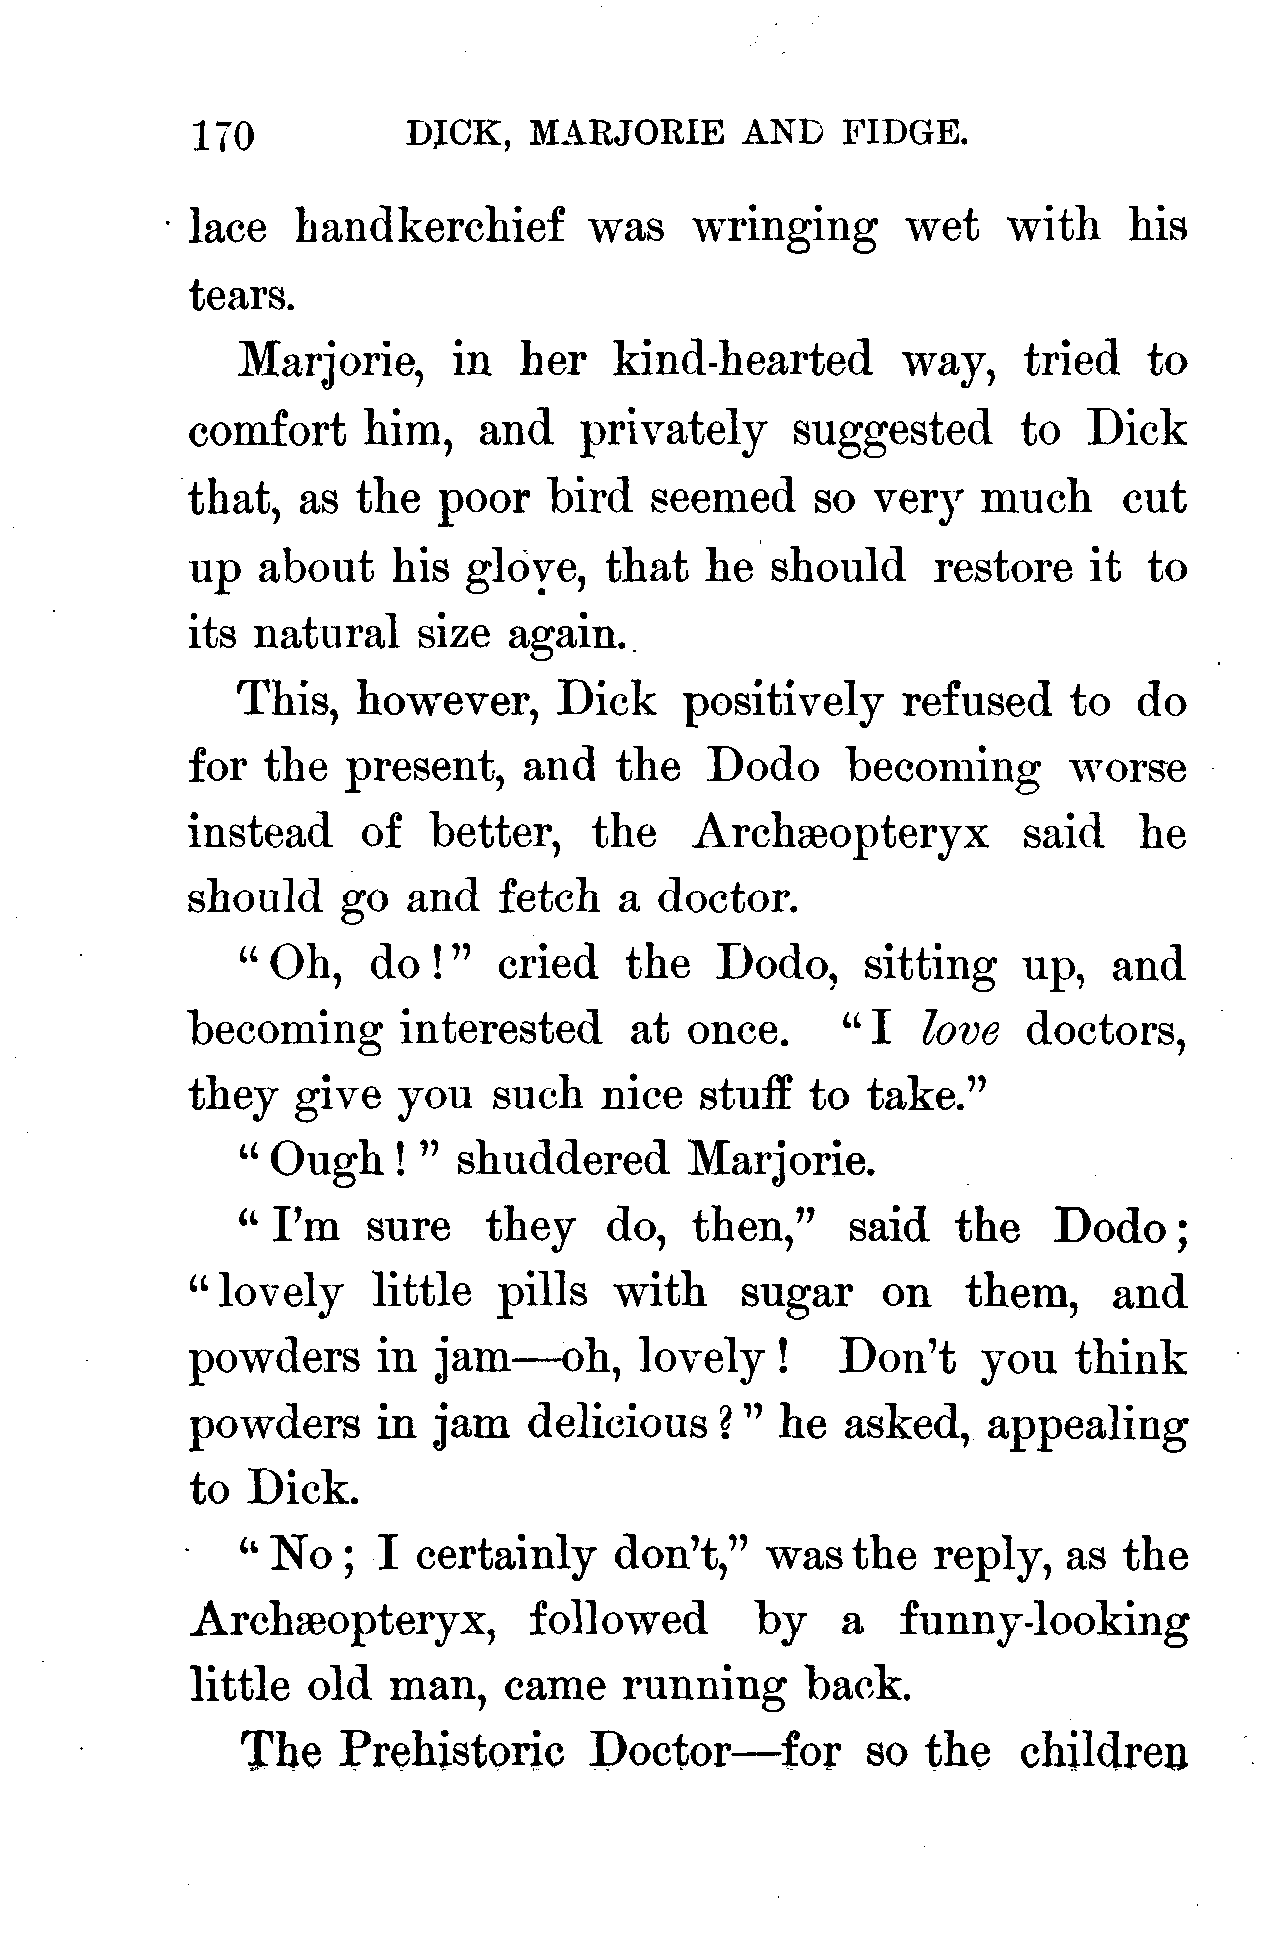 170 DICK, MARJORIE AND FIDGE.
lace handkerchief was wringing wet with his
tears.
Marjorie, in her kind-hearted way, tried to
comfort him, and privately suggested to Dick
that, as the poor bird seemed so very much cut
up about his glove, that he should restore it to
its natural size again.
This, however, Dick positively refused to do
for the present, and the Dodo becoming worse
instead of better, the Archæopteryx said he
should go and fetch a doctor.
“Oh, do!” cried the Dodo, sitting up, and
becoming interested at once. “I love doctors,
they give you such nice stuff to take.”
“Ough!” shuddered Marjorie.
“I’m sure they do, then,” said the Dodo;
“lovely little pills with sugar on them, and
powders in jam—oh, lovely! Don’t you think
powders in jam delicious?” he asked, appealing
to Dick.
“No; I certainly don’t,” was the reply, as the
Archæopteryx, followed by a funny-looking
little old man, came running back.
The Prehistoric Doctor—for so the children